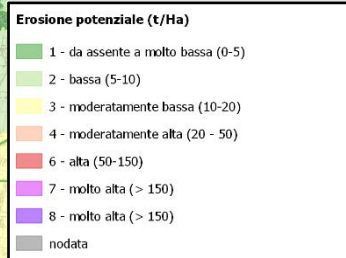 Erosione potenziale (t/Ha)
1 - da assente a molto bassa (0-5)
2 - bassa (5-10)
3 - moderatamente bassa (10-20)
4 - moderatamente alta (20 - 50)
6 - alta (50-150)
7 - molto alta (> 150)
8 - molto alta (> 150)
nodata